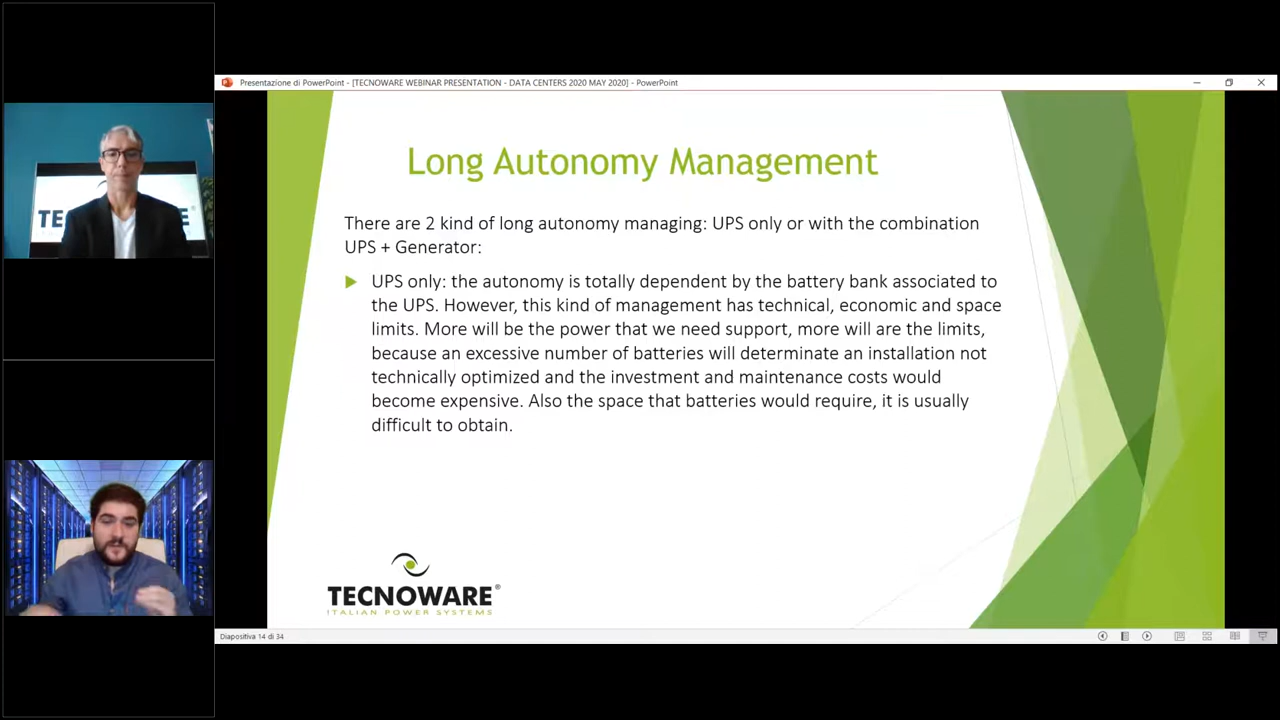 Presentazione di PowerPoint - [TECNOWARE WEBINAR PRESENTATION - DATA CENTERS 2020 MAY 2020] - PowerPoint
Long Autonomy Management
There are 2 kind of long autonomy managing: UPS only or with the combination
UPS + Generator:
UPS only: the autonomy is totally dependent by the battery bank associated to
the UPS. However, this kind of management has technical, economic and space
limits. More will be the power that we need support, more will are the limits,
because an excessive number of batteries will determinate an installation not
technically optimized and the investment and maintenance costs would
become expensive. Also the space that batteries would require, it is usually
difficult to obtain.
TECNOWARE®
ITALIAN POWER SYSTEMS
Diapositiva 14 di 34